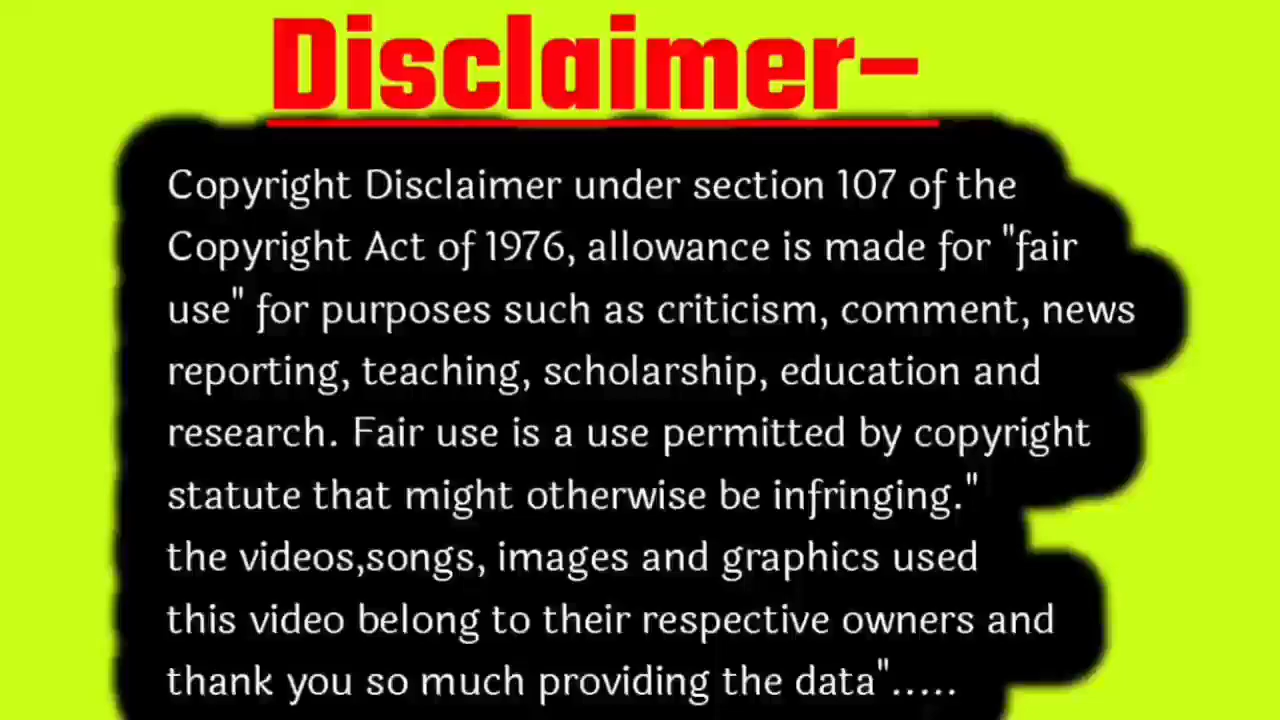 Disclaimer-
Copyright Disclaimer under section 107 of the
Copyright Act of 1976, allowance is made for "fair
use" for purposes such as criticism, comment, news
reporting, teaching, scholarship, education and
research. Fair use is a use permitted by copyright
statute that might otherwise be infringing."
the videos,songs, images and graphics used
this video belong to their respective owners and
thank you so much providing the data".....